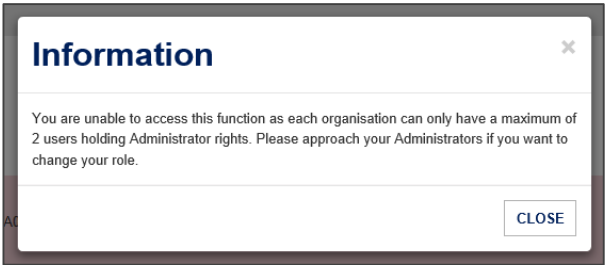 Information
×
You are unable to access this function as each organisation can only have a maximum of
2 users holding Administrator rights. Please approach your Administrators if you want to
change your role.
CLOSE